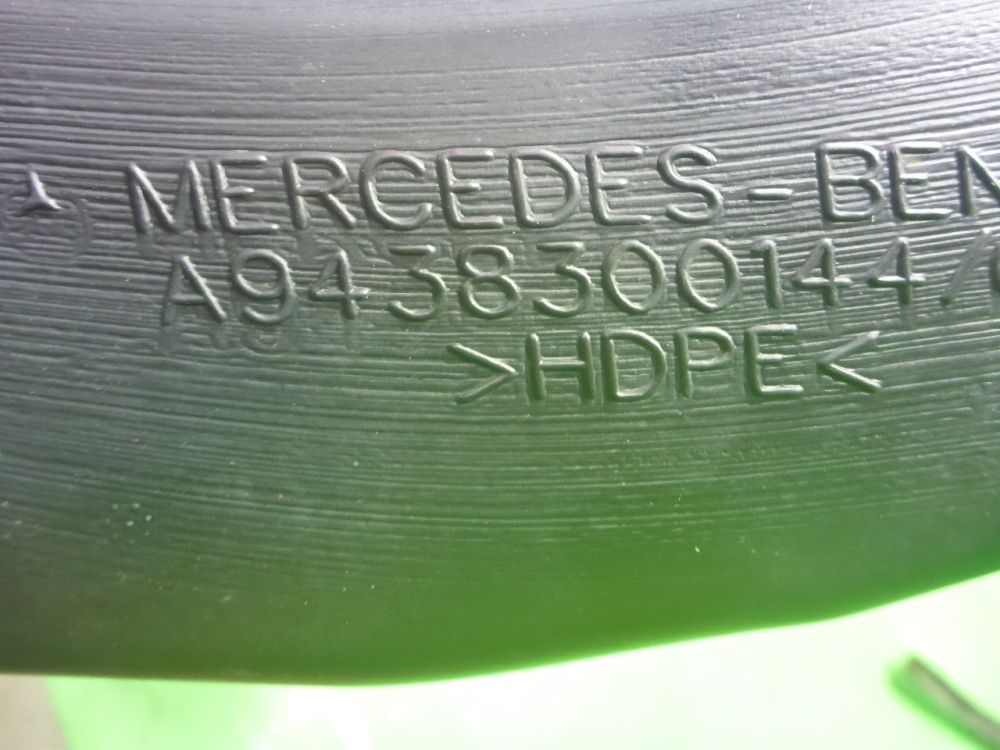 MERCEDES-BEN
A9438300144/
>HDPE<